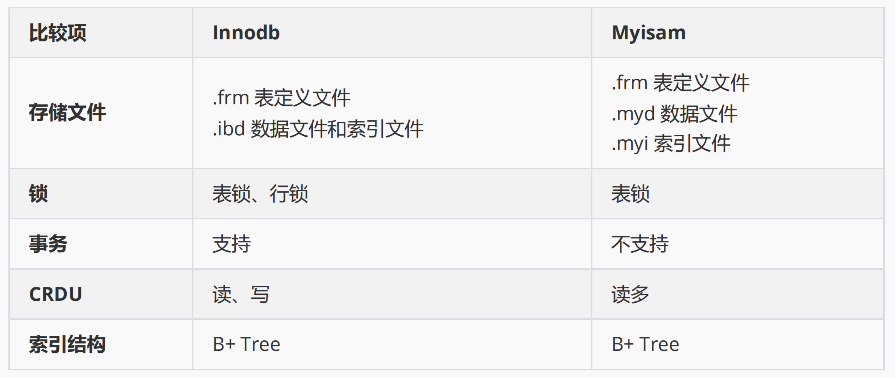 比较项 Innodb Myisam
存储文件
.frm 表定义文件
.ibd 数据文件和索引文件
.frm 表定义文件
.myd 数据文件
.myi 索引文件
锁 表锁、行锁 表锁
事务 支持 不支持
CRDU 读、写 读多
索引结构 B+ Tree B+ Tree